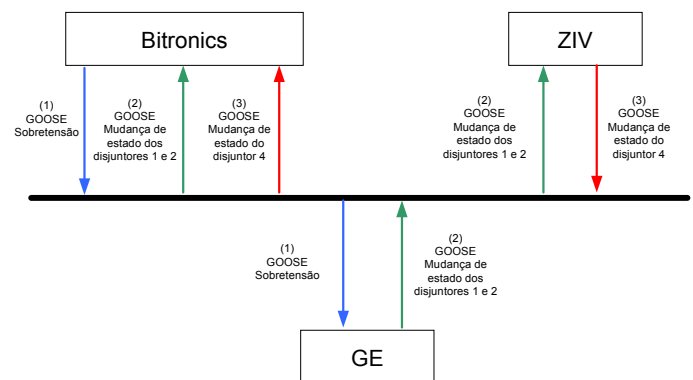 Bitronics
ZIV
(1)
GOOSE
Sobretensão
(2)
GOOSE
Mudança de
estado dos
disjuntores 1 e 2
(3)
GOOSE
Mudança de
estado do
disjuntor 4
(2)
GOOSE
Mudança de
estado dos
disjuntores 1 e 2
(3)
GOOSE
Mudança de
estado do
disjuntor 4
(1)
GOOSE
Sobretensão
(2)
GOOSE
Mudança de
estado dos
disjuntores 1 e 2
GE